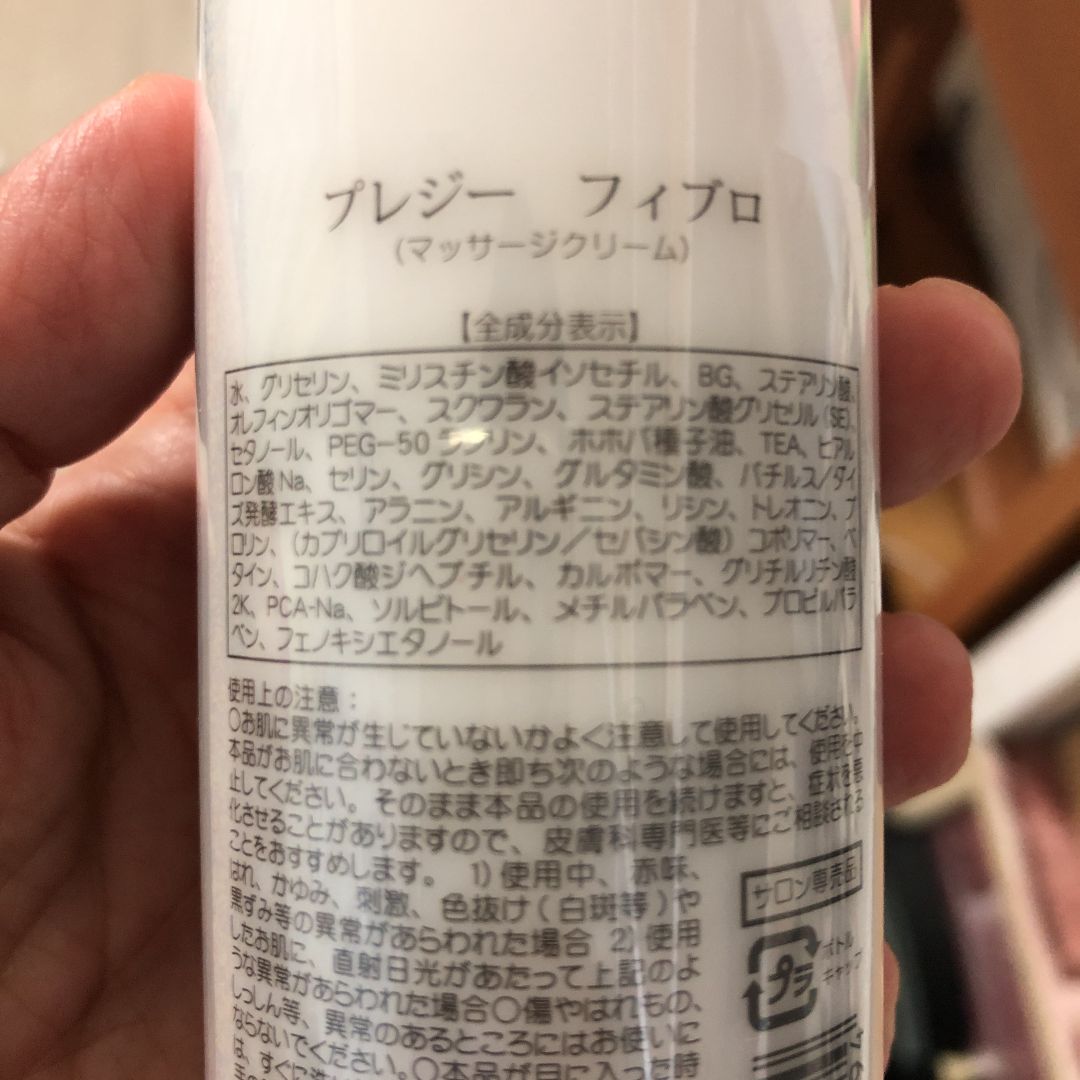 プレジー　フィブロ
(マッサージクリーム)
【全成分表示】
水、グリセリン、ミリスチン酸イソセチル、BG、ステアリン酸、
オレフィンオリゴマー、スクワラン、ステアリン酸グリセリル(SE)、
セタノール、PEG-50ラノリン、ホホバ種子油、TEA、ヒアル
ロン酸Na、セリン、グリシン、グルタミン酸、バチルス／ダイ
ズ発酵エキス、アラニン、アルギニン、リシン、トレオニン、プ
ロリン、(カプリロイルグリセリン／セバシン酸)コポリマー、ベ
タイン、コハク酸ジヘプチル、カルボマー、グリチルリチン酸
2K、PCA-Na、ソルビトール、メチルパラベン、プロピルパラ
ベン、フェノキシエタノール
使用上の注意：
○お肌に異常が生じていないかよく注意して使用してください。
本品がお肌に合わないとき即ち次のような場合には、使用を中
止してください。そのまま本品の使用を続けますと、症状を悪
化させることがありますので、皮膚科専門医等にご相談される
ことをおすすめします。1)使用中、赤味、
はれ、かゆみ、刺激、色抜け(白斑等)や
黒ずみ等の異常があらわれた場合 2)使用
したお肌に、直射日光があたって上記のよ
うな異常があらわれた場合○傷やはれもの、
しっしん等、異常のあるところにはお使いに
ならないでください。○本品が目に入った時
は、すぐに洗い
サロン専売品
プラ
ボトル
キャップ